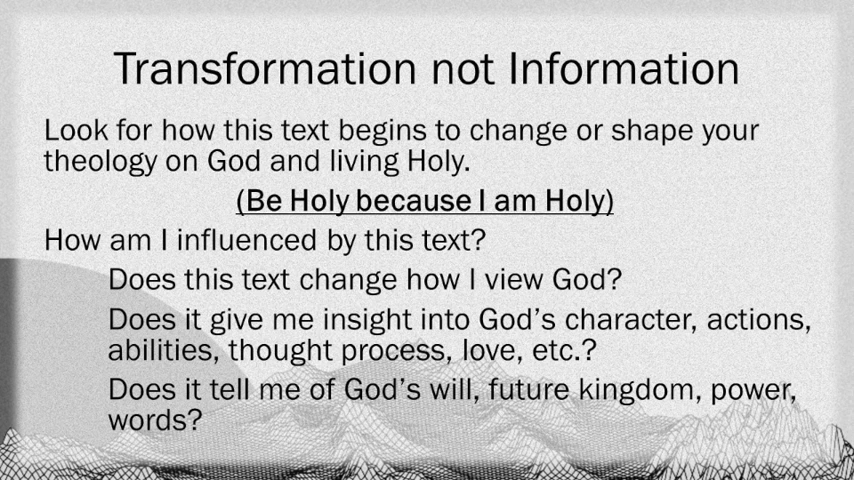 Transformation not Information
Look for how this text begins to change or shape your
theology on God and living Holy.
(Be Holy because I am Holy)
How am I influenced by this text?
Does this text change how I view God?
Does it give me insight into God’s character, actions,
abilities, thought process, love, etc.?
Does it tell me of God’s will, future kingdom, power,
words?